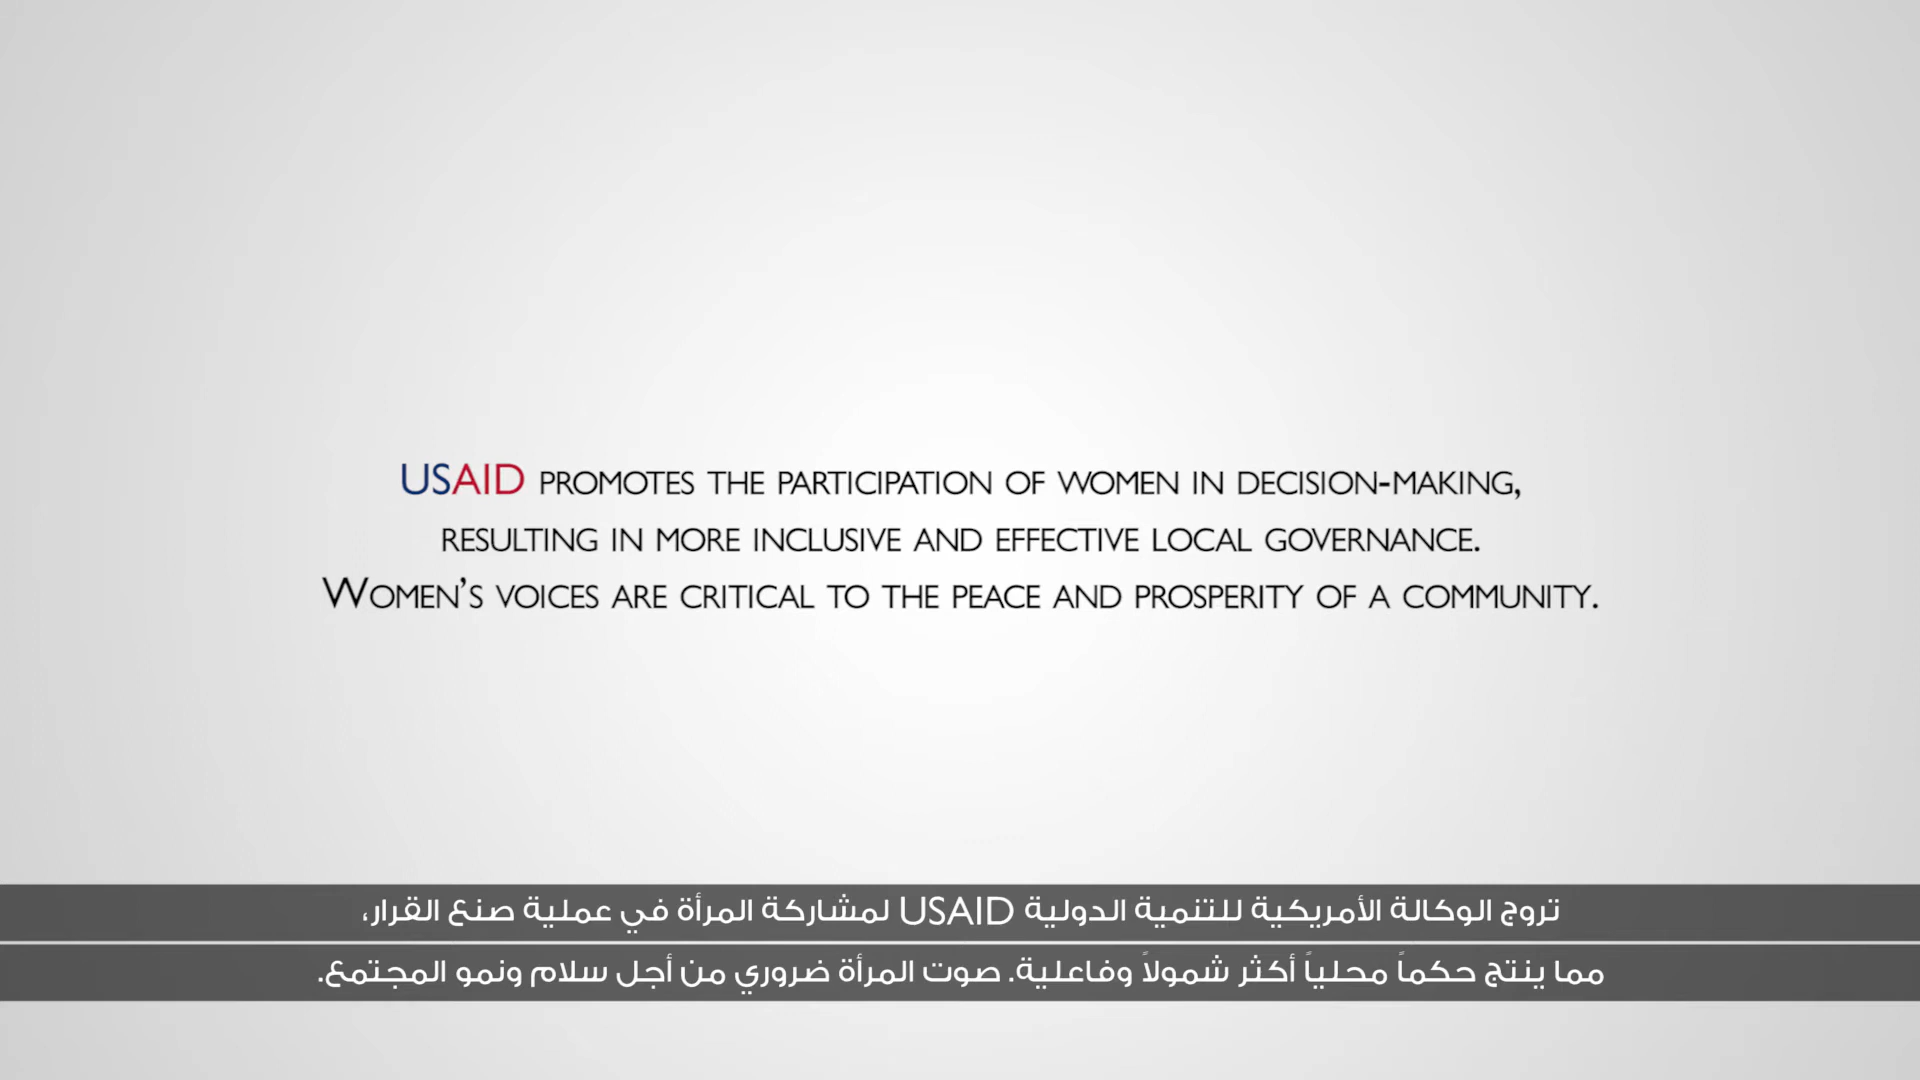 USAID PROMOTES THE PARTICIPATION OF WOMEN IN DECISION-MAKING,
RESULTING IN MORE INCLUSIVE AND EFFECTIVE LOCAL GOVERNANCE.
WOMEN'S VOICES ARE CRITICAL TO THE PEACE AND PROSPERITY OF A COMMUNITY.
تروج الوكالة الأمريكية للتنمية الدولية USAID لمشاركة المرأة في عملية صنع القرار،
مما ينتج حكماً محلياً أكثر شمولاً وفاعلية. صوت المرأة ضروري من أجل سلام ونمو المجتمع.